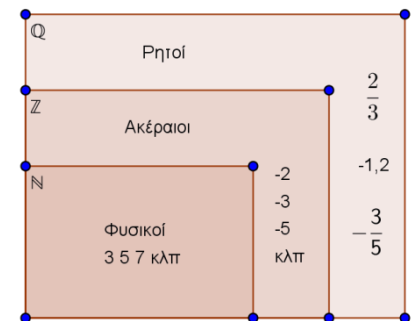 ℚ
Ρητοί
2/3
ℤ
Ακέραιοι
-1,2
ℕ
-2
-3
-5
κλπ
-3/5
Φυσικοί
3 5 7 κλπ